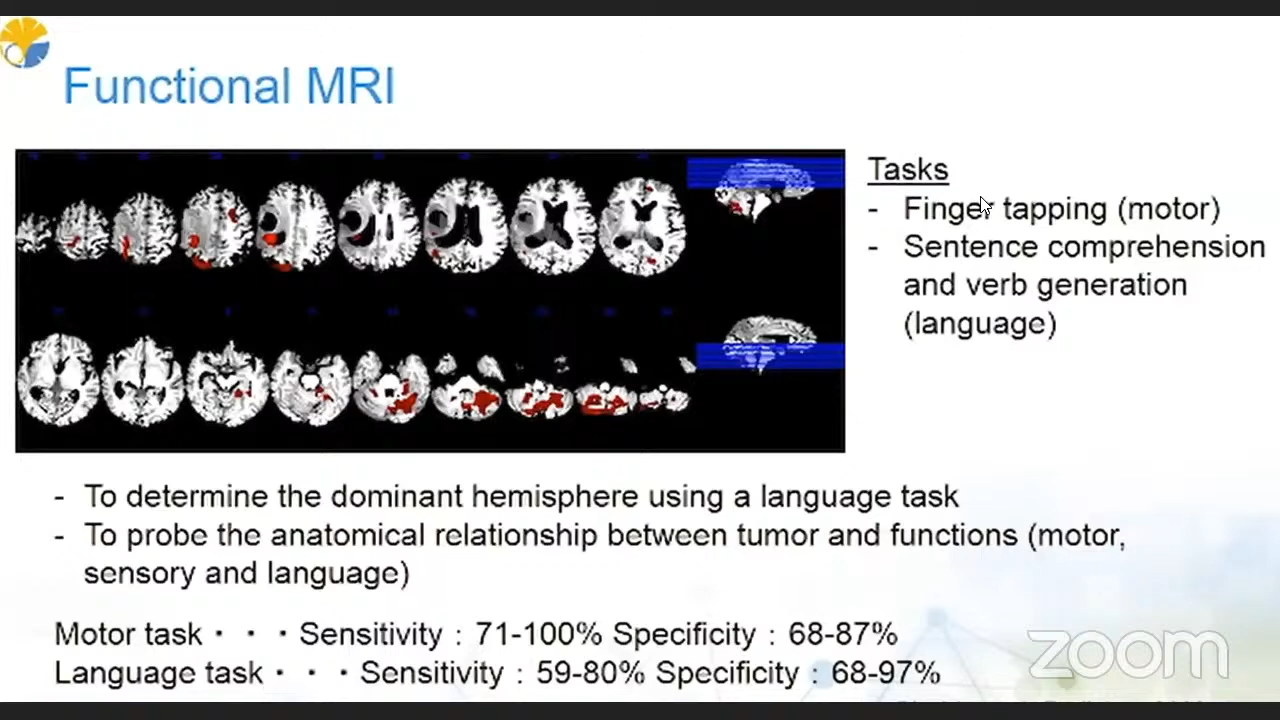 Functional MRI
Tasks
- Finger tapping (motor)
- Sentence comprehension
and verb generation
(language)
- To determine the dominant hemisphere using a language task
- To probe the anatomical relationship between tumor and functions (motor,
sensory and language)
Motor task・・・Sensitivity：71-100% Specificity：68-87%
Language task・・・Sensitivity：59-80% Specificity：68-97%
zoom